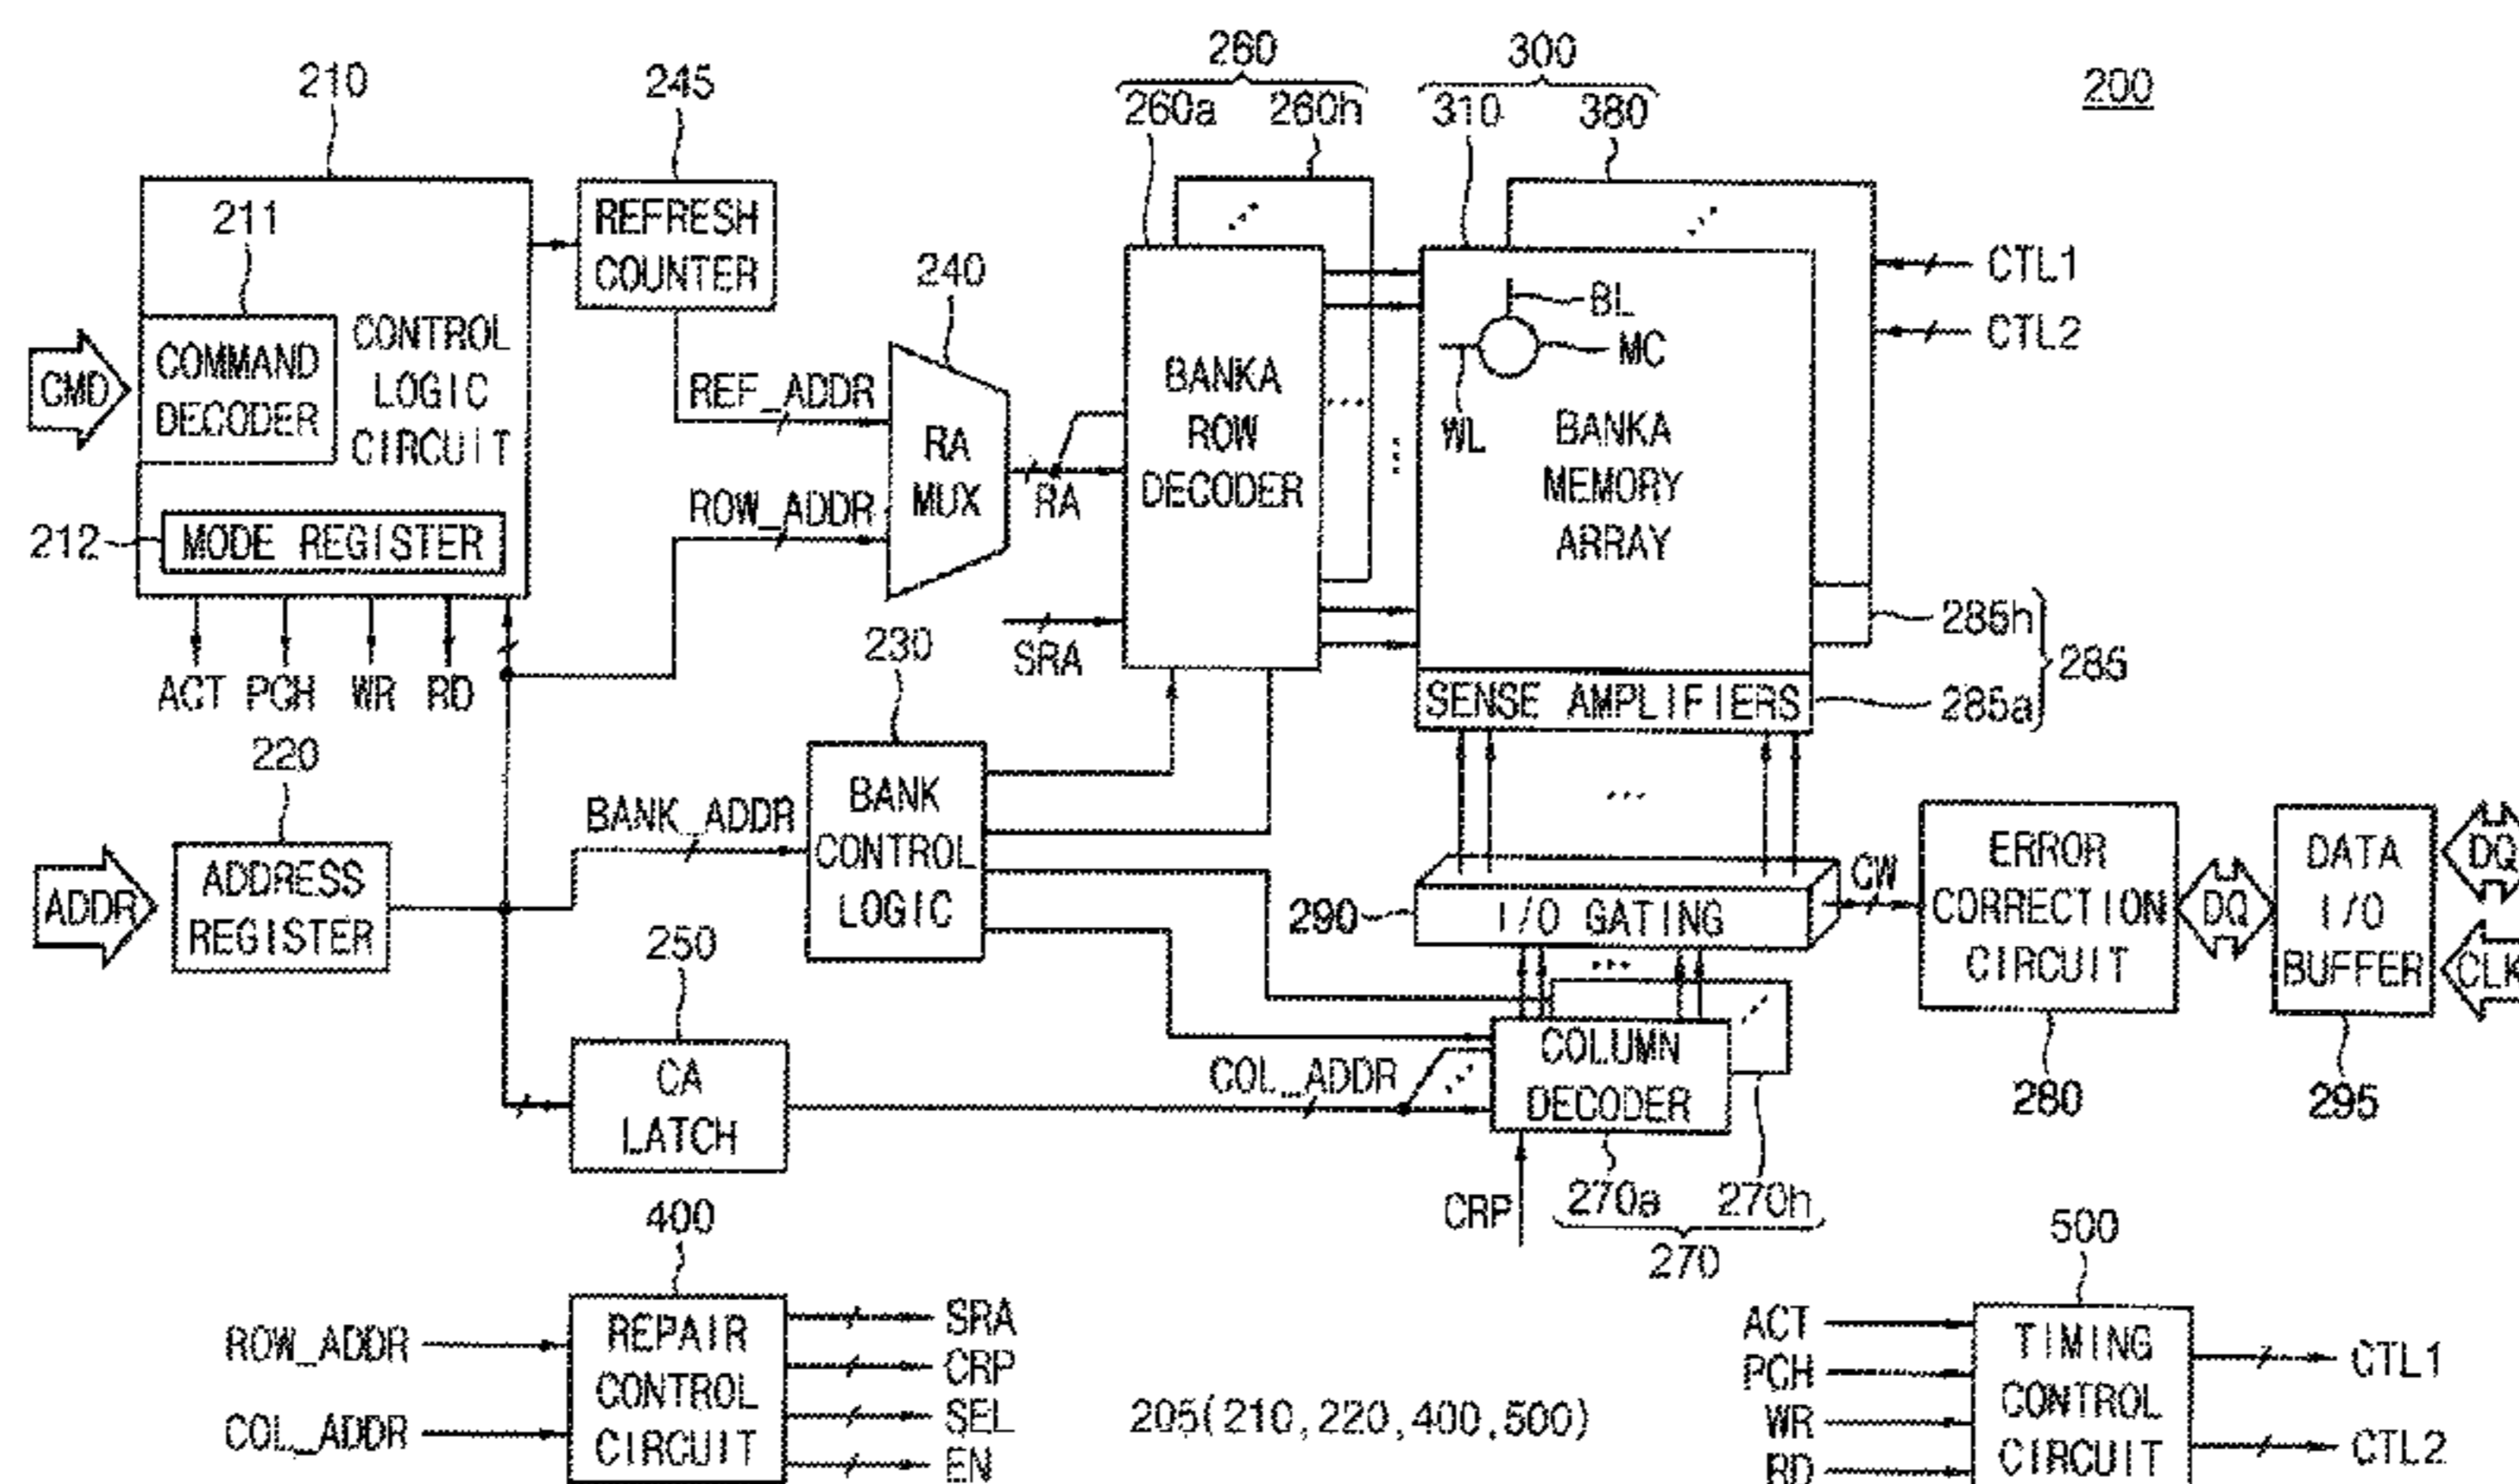 200
260
300
210
245
260a
260h
310
380
211
REFRESH
COUNTER
240
CTL1
CTL2
BL
MC
WL
CMD
COMMAND
DECODER
CONTROL
LOGIC
CIRCUIT
REF_ADDR
RA
MUX
RA
BANKA
ROW
DECODER
BANKA
MEMORY
ARRAY
ROW_ADDR
212
MODE REGISTER
SRA
285h
285
285a
ACT PCH WR RD
230
SENSE AMPLIFIERS
220
BANK_ADDR
BANK
CONTROL
LOGIC
ADDR
ADDRESS
REGISTER
290
I/O GATING
CW
ERROR
CORRECTION
CIRCUIT
DQ
DATA
I/O
BUFFER
DQ
CLK
250
CA
LATCH
COL_ADDR
COLUMN
DECODER
280
295
CRP
270a
270h
270
400
500
ROW_ADDR
COL_ADDR
REPAIR
CONTROL
CIRCUIT
SRA
CRP
SEL
EN
205(210,220,400,500)
ACT
PCH
WR
RD
TIMING
CONTROL
CIRCUIT
CTL1
CTL2